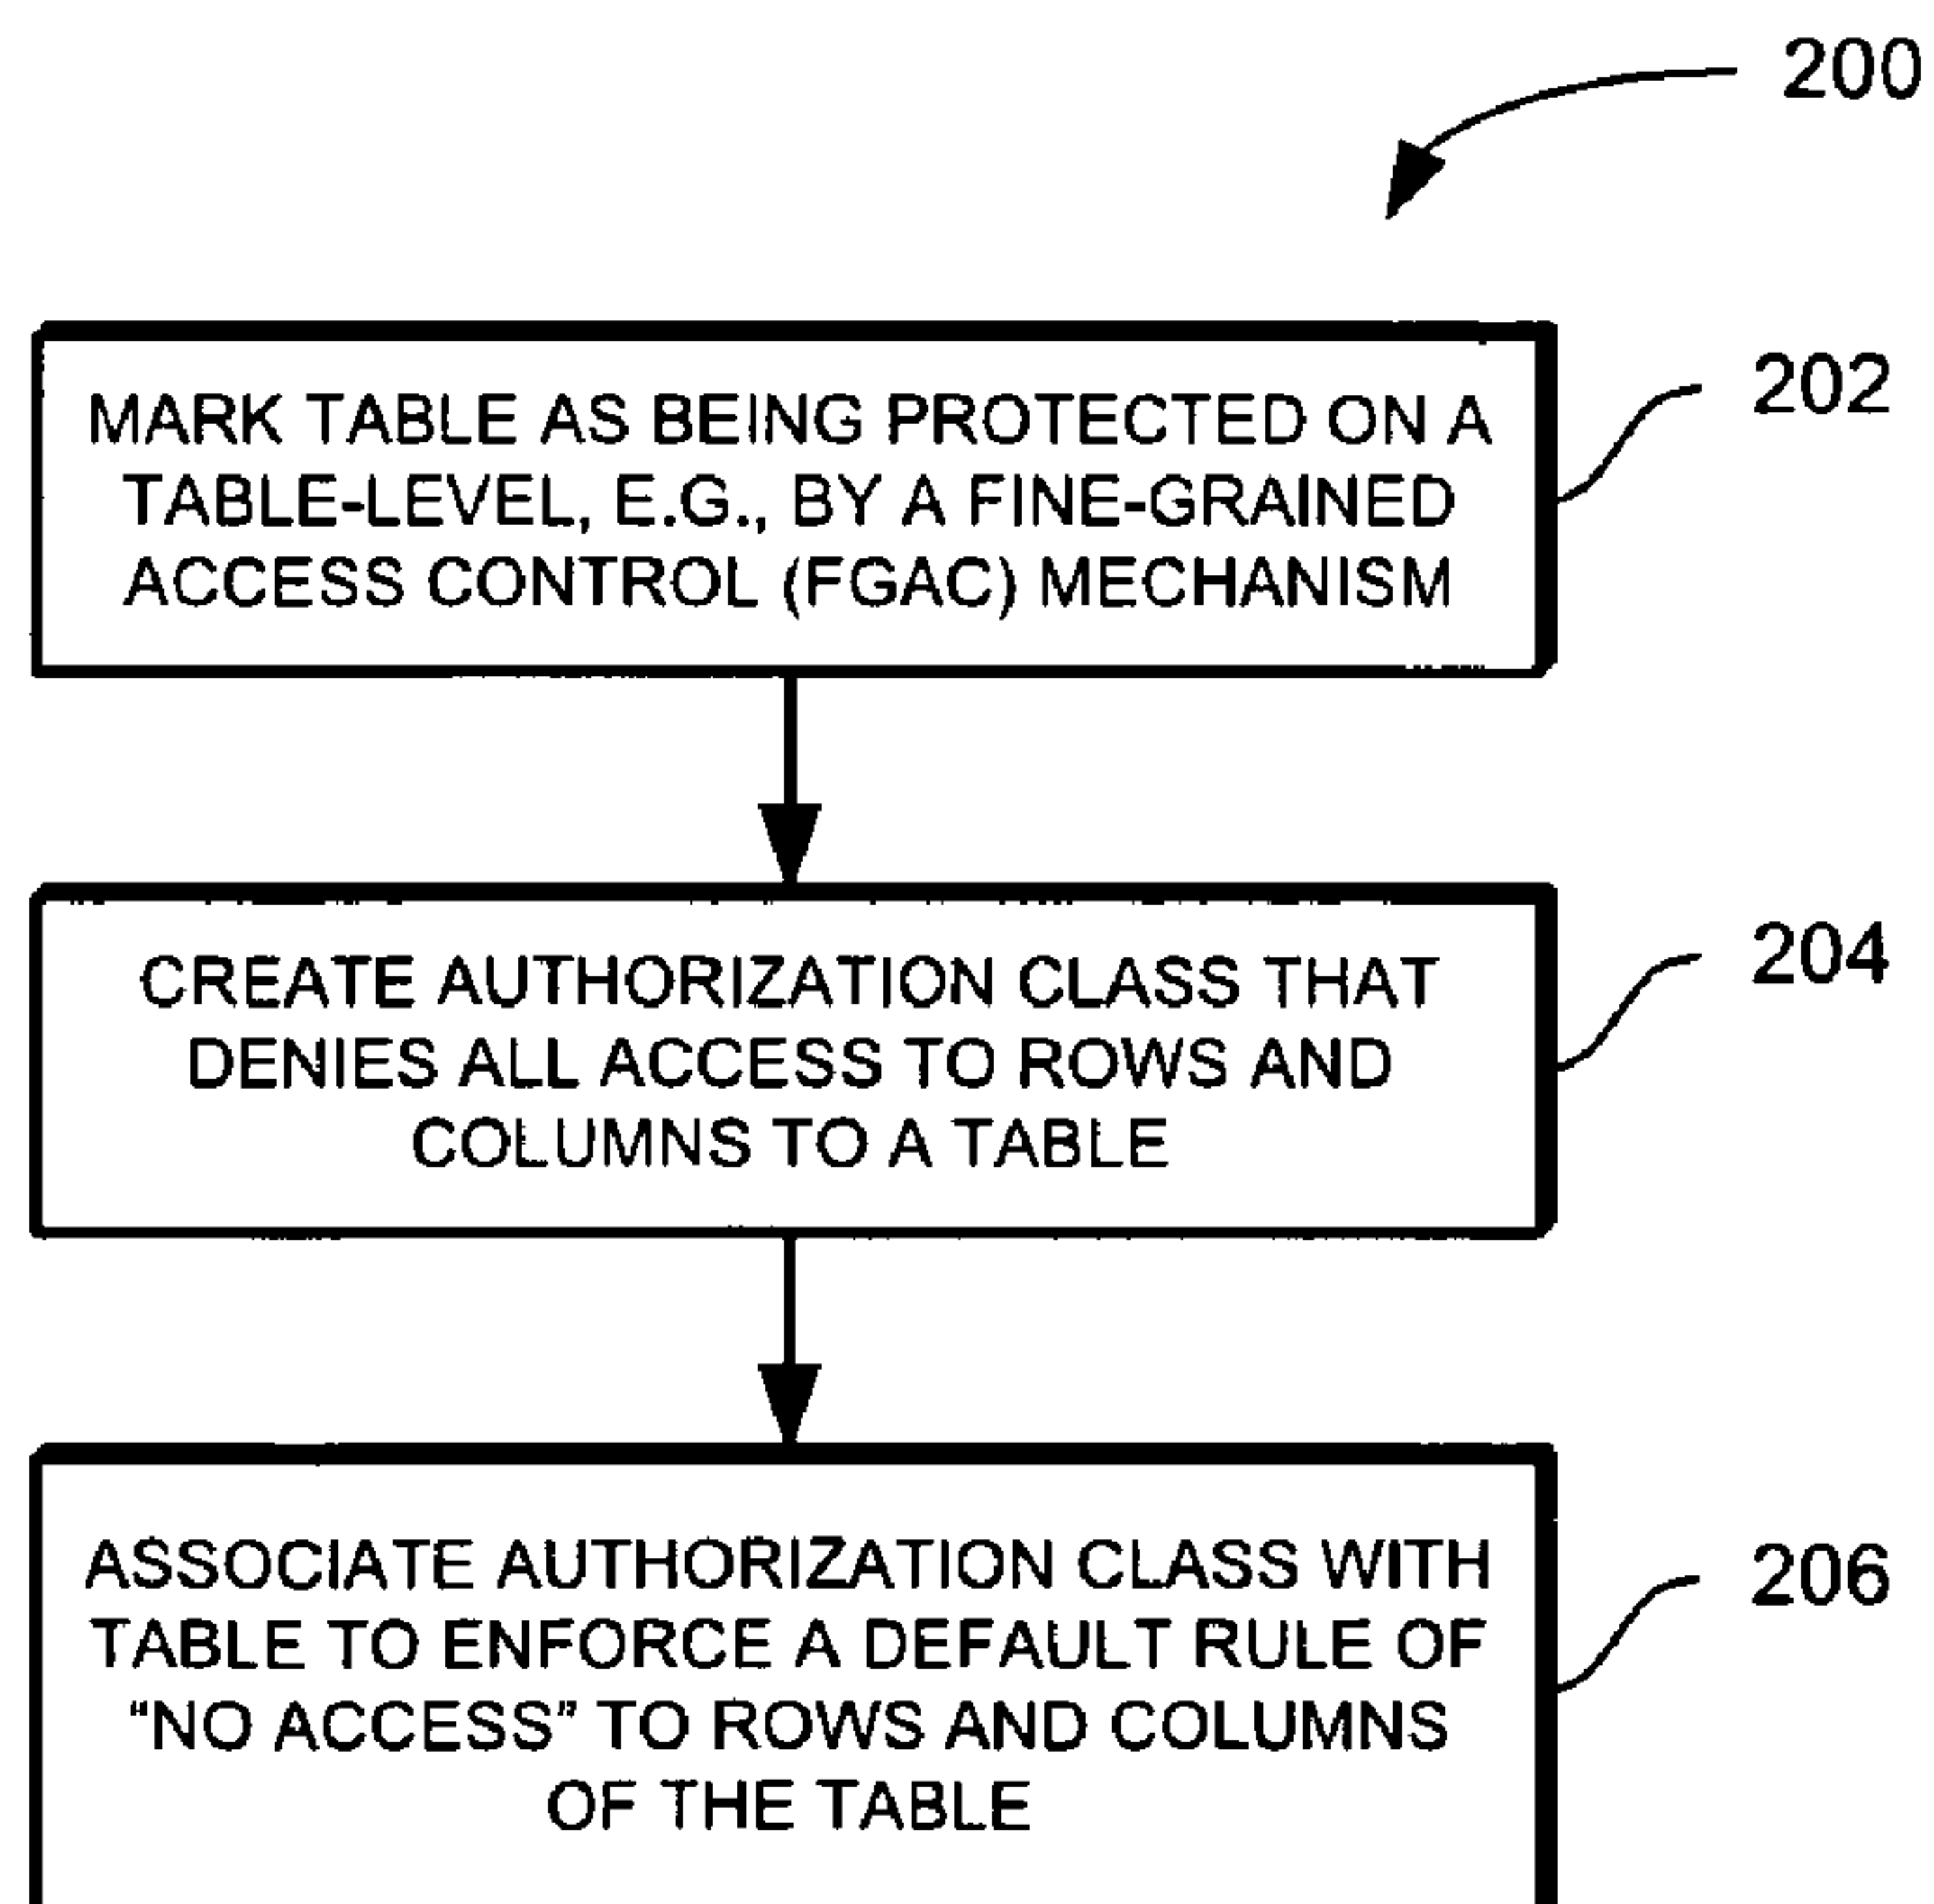 200
MARK TABLE AS BEING PROTECTED ON A
TABLE-LEVEL, E.G., BY A FINE-GRAINED
ACCESS CONTROL (FGAC) MECHANISM
202
CREATE AUTHORIZATION CLASS THAT
DENIES ALL ACCESS TO ROWS AND
COLUMNS TO A TABLE
204
ASSOCIATE AUTHORIZATION CLASS WITH
TABLE TO ENFORCE A DEFAULT RULE OF
“NO ACCESS” TO ROWS AND COLUMNS
OF THE TABLE
206